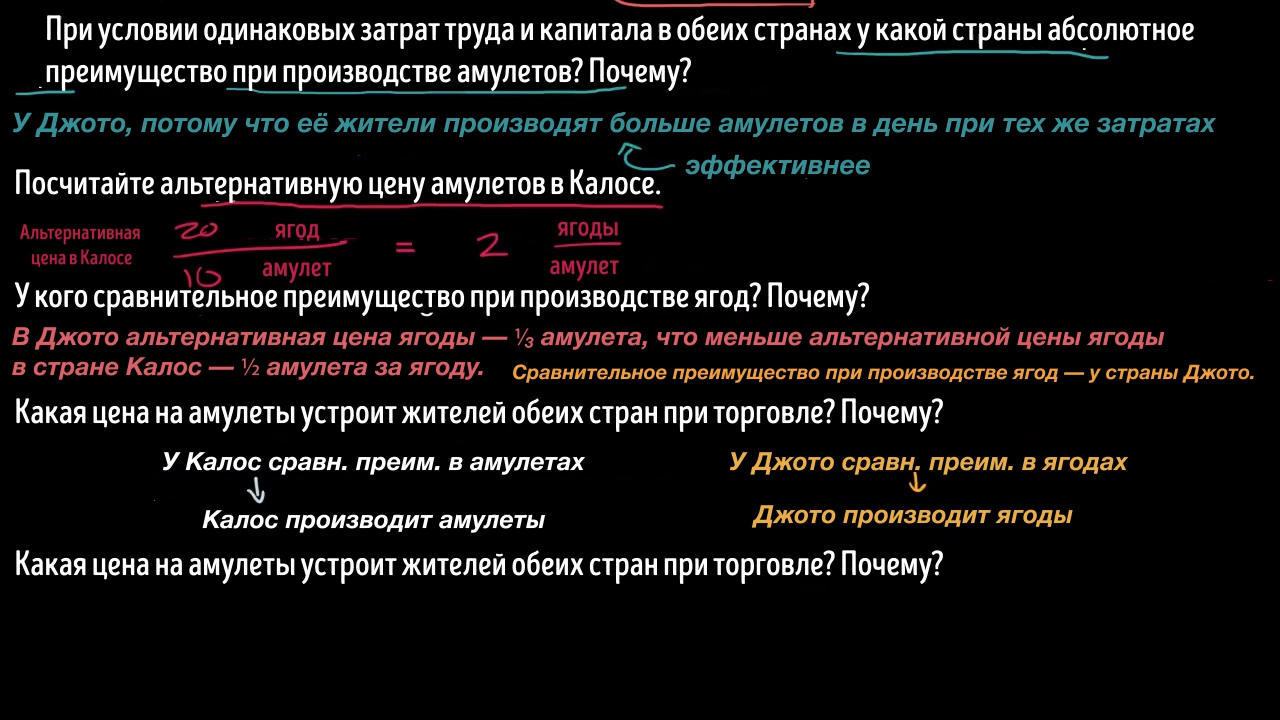 При условии одинаковых затрат труда и капитала в обеих странах у какой страны абсолютное
преимущество при производстве амулетов? Почему?
У Джото, потому что её жители производят больше амулетов в день при тех же затратах
эффективнее
Посчитайте альтернативную цену амулетов в Калосе.
Альтернативная цена в Калосе
20 ягод / 10 амулет = 2 ягоды / амулет
У кого сравнительное преимущество при производстве ягод? Почему?
В Джото альтернативная цена ягоды — ⅓ амулета, что меньше альтернативной цены ягоды
в стране Калос — ½ амулета за ягоду. Сравнительное преимущество при производстве ягод — у страны Джото.
Какая цена на амулеты устроит жителей обеих стран при торговле? Почему?
У Калос сравн. преим. в амулетах У Джото сравн. преим. в ягодах
Калос производит амулеты Джото производит ягоды
Какая цена на амулеты устроит жителей обеих стран при торговле? Почему?